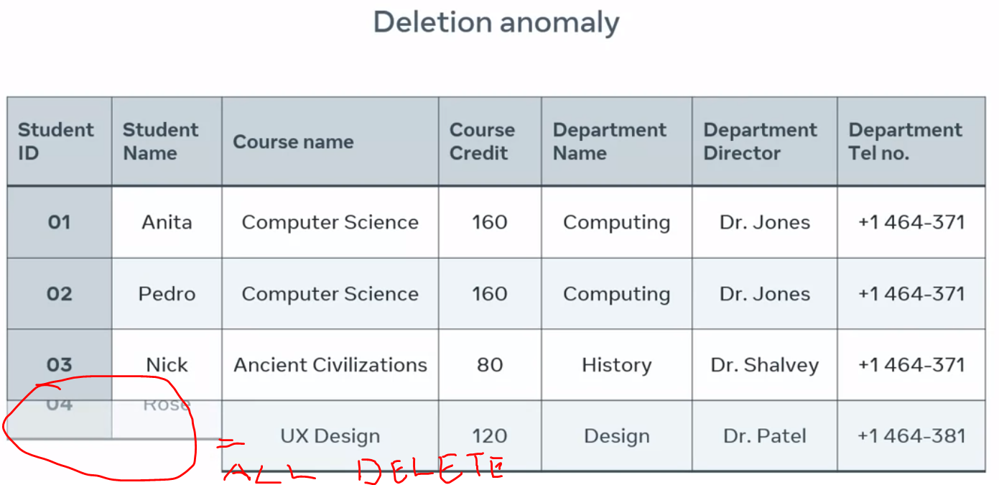 Deletion anomaly
Student ID Student Name Course name Course Credit Department Name Department Director Department Tel no.
01 Anita Computer Science 160 Computing Dr. Jones +1 464-371
02 Pedro Computer Science 160 Computing Dr. Jones +1 464-371
03 Nick Ancient Civilizations 80 History Dr. Shalvey +1 464-371
04 Rose UX Design 120 Design Dr. Patel +1 464-381
= ALL DELETE